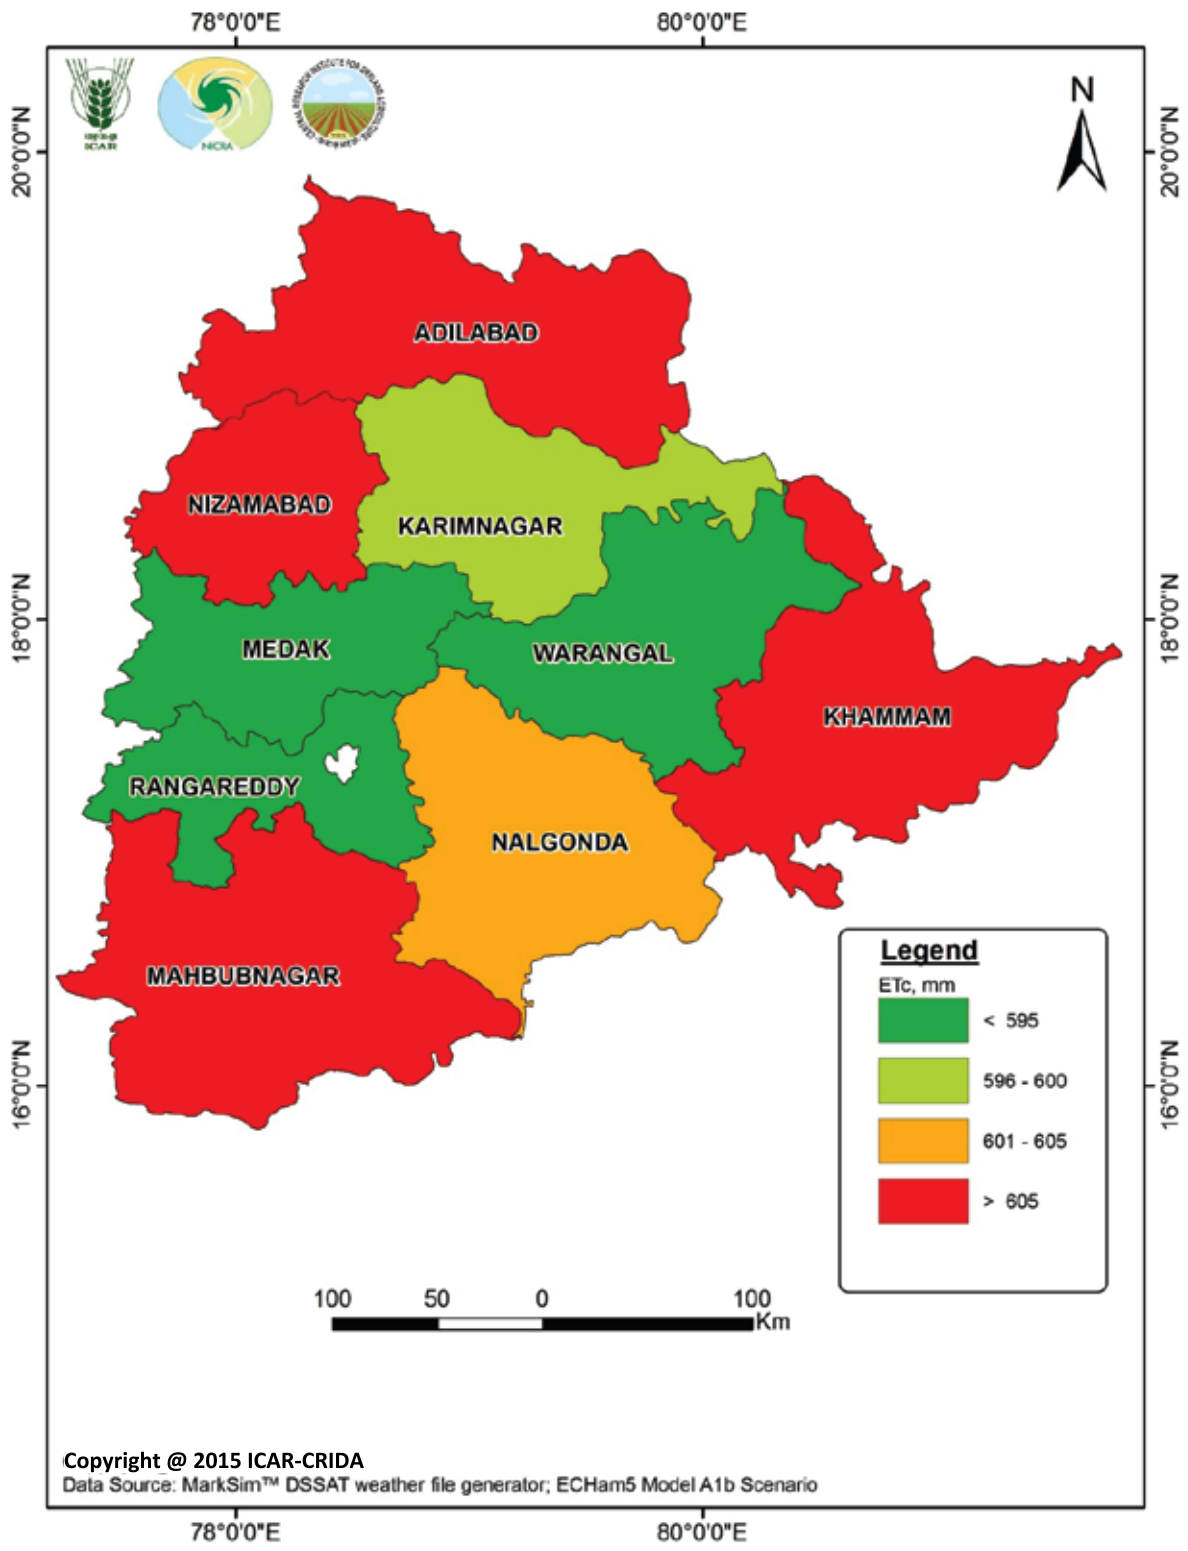 78°0'0"E 80°0'0"E
N
20°0'0"N 20°0'0"N
ICAR
NICRA
ADILABAD
NIZAMABAD
KARIMNAGAR
18°0'0"N 18°0'0"N
MEDAK
WARANGAL
KHAMMAM
RANGAREDDY
NALGONDA
MAHBUBNAGAR
Legend
ETc, mm
< 595
596 - 600
601 - 605
> 605
16°0'0"N 16°0'0"N
100 50 0 100
Km
Copyright @ 2015 ICAR-CRIDA
Data Source: MarkSim™ DSSAT weather file generator; ECHam5 Model A1b Scenario
78°0'0"E 80°0'0"E